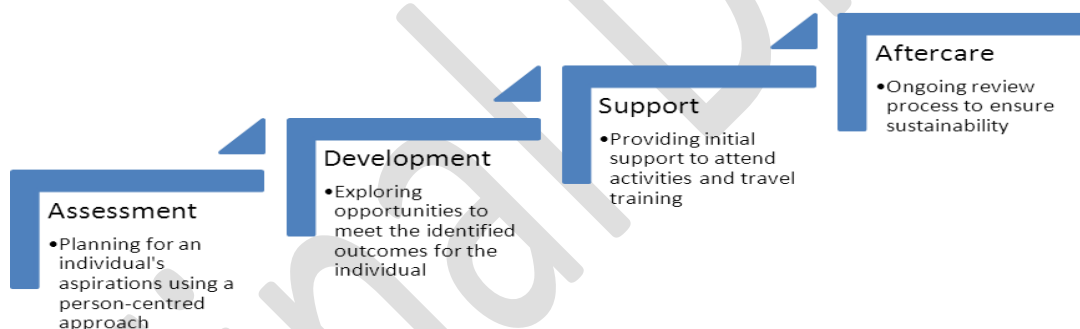 Assessment
•Planning for an
individual's
aspirations using a
person-centred
approach
Development
•Exploring
opportunities to
meet the identified
outcomes for the
individual
Support
•Providing initial
support to attend
activities and travel
training
Aftercare
•Ongoing review
process to ensure
sustainability